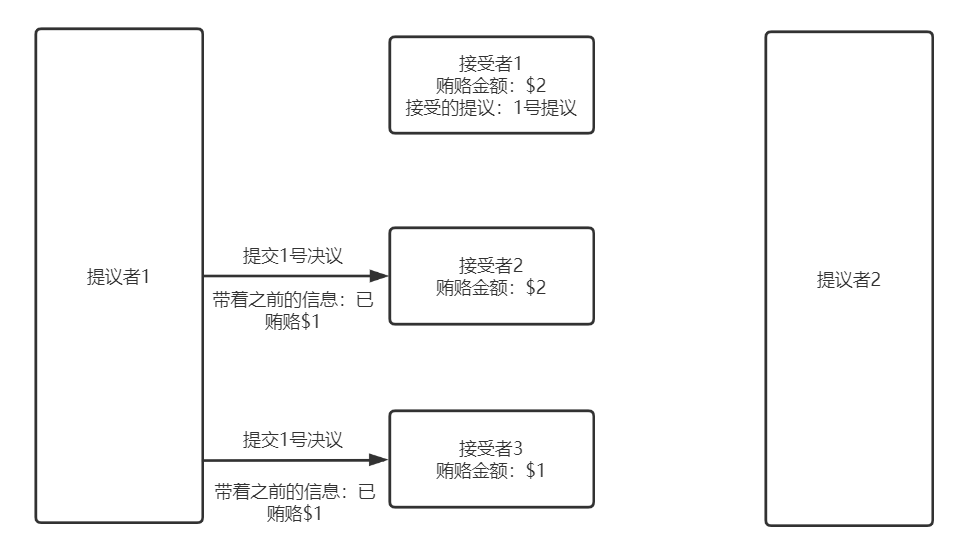 接受者1
贿赂金额：$2
接受的提议：1号提议
提议者1
提交1号决议
带着之前的信息：已
贿赂$1
接受者2
贿赂金额：$2
提议者2
提交1号决议
带着之前的信息：已
贿赂$1
接受者3
贿赂金额：$1